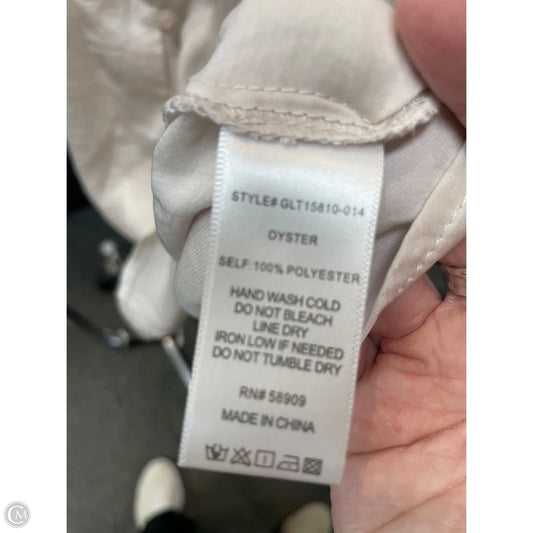 STYLE# GLT15810-014
OYSTER
SELF:100% POLYESTER
HAND WASH COLD
DO NOT BLEACH
LINE DRY
IRON LOW IF NEEDED
DO NOT TUMBLE DRY
RN# 58909
MADE IN CHINA
CM